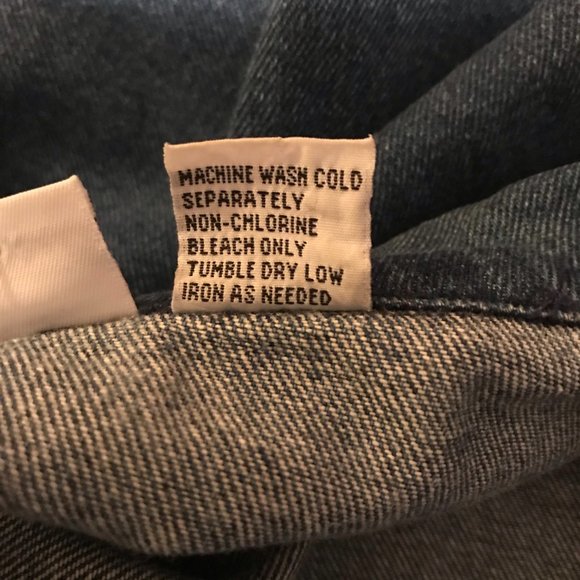 MACHINE WASH COLD
SEPARATELY
NON-CHLORINE
BLEACH ONLY
TUMBLE DRY LOW
IRON AS NEEDED